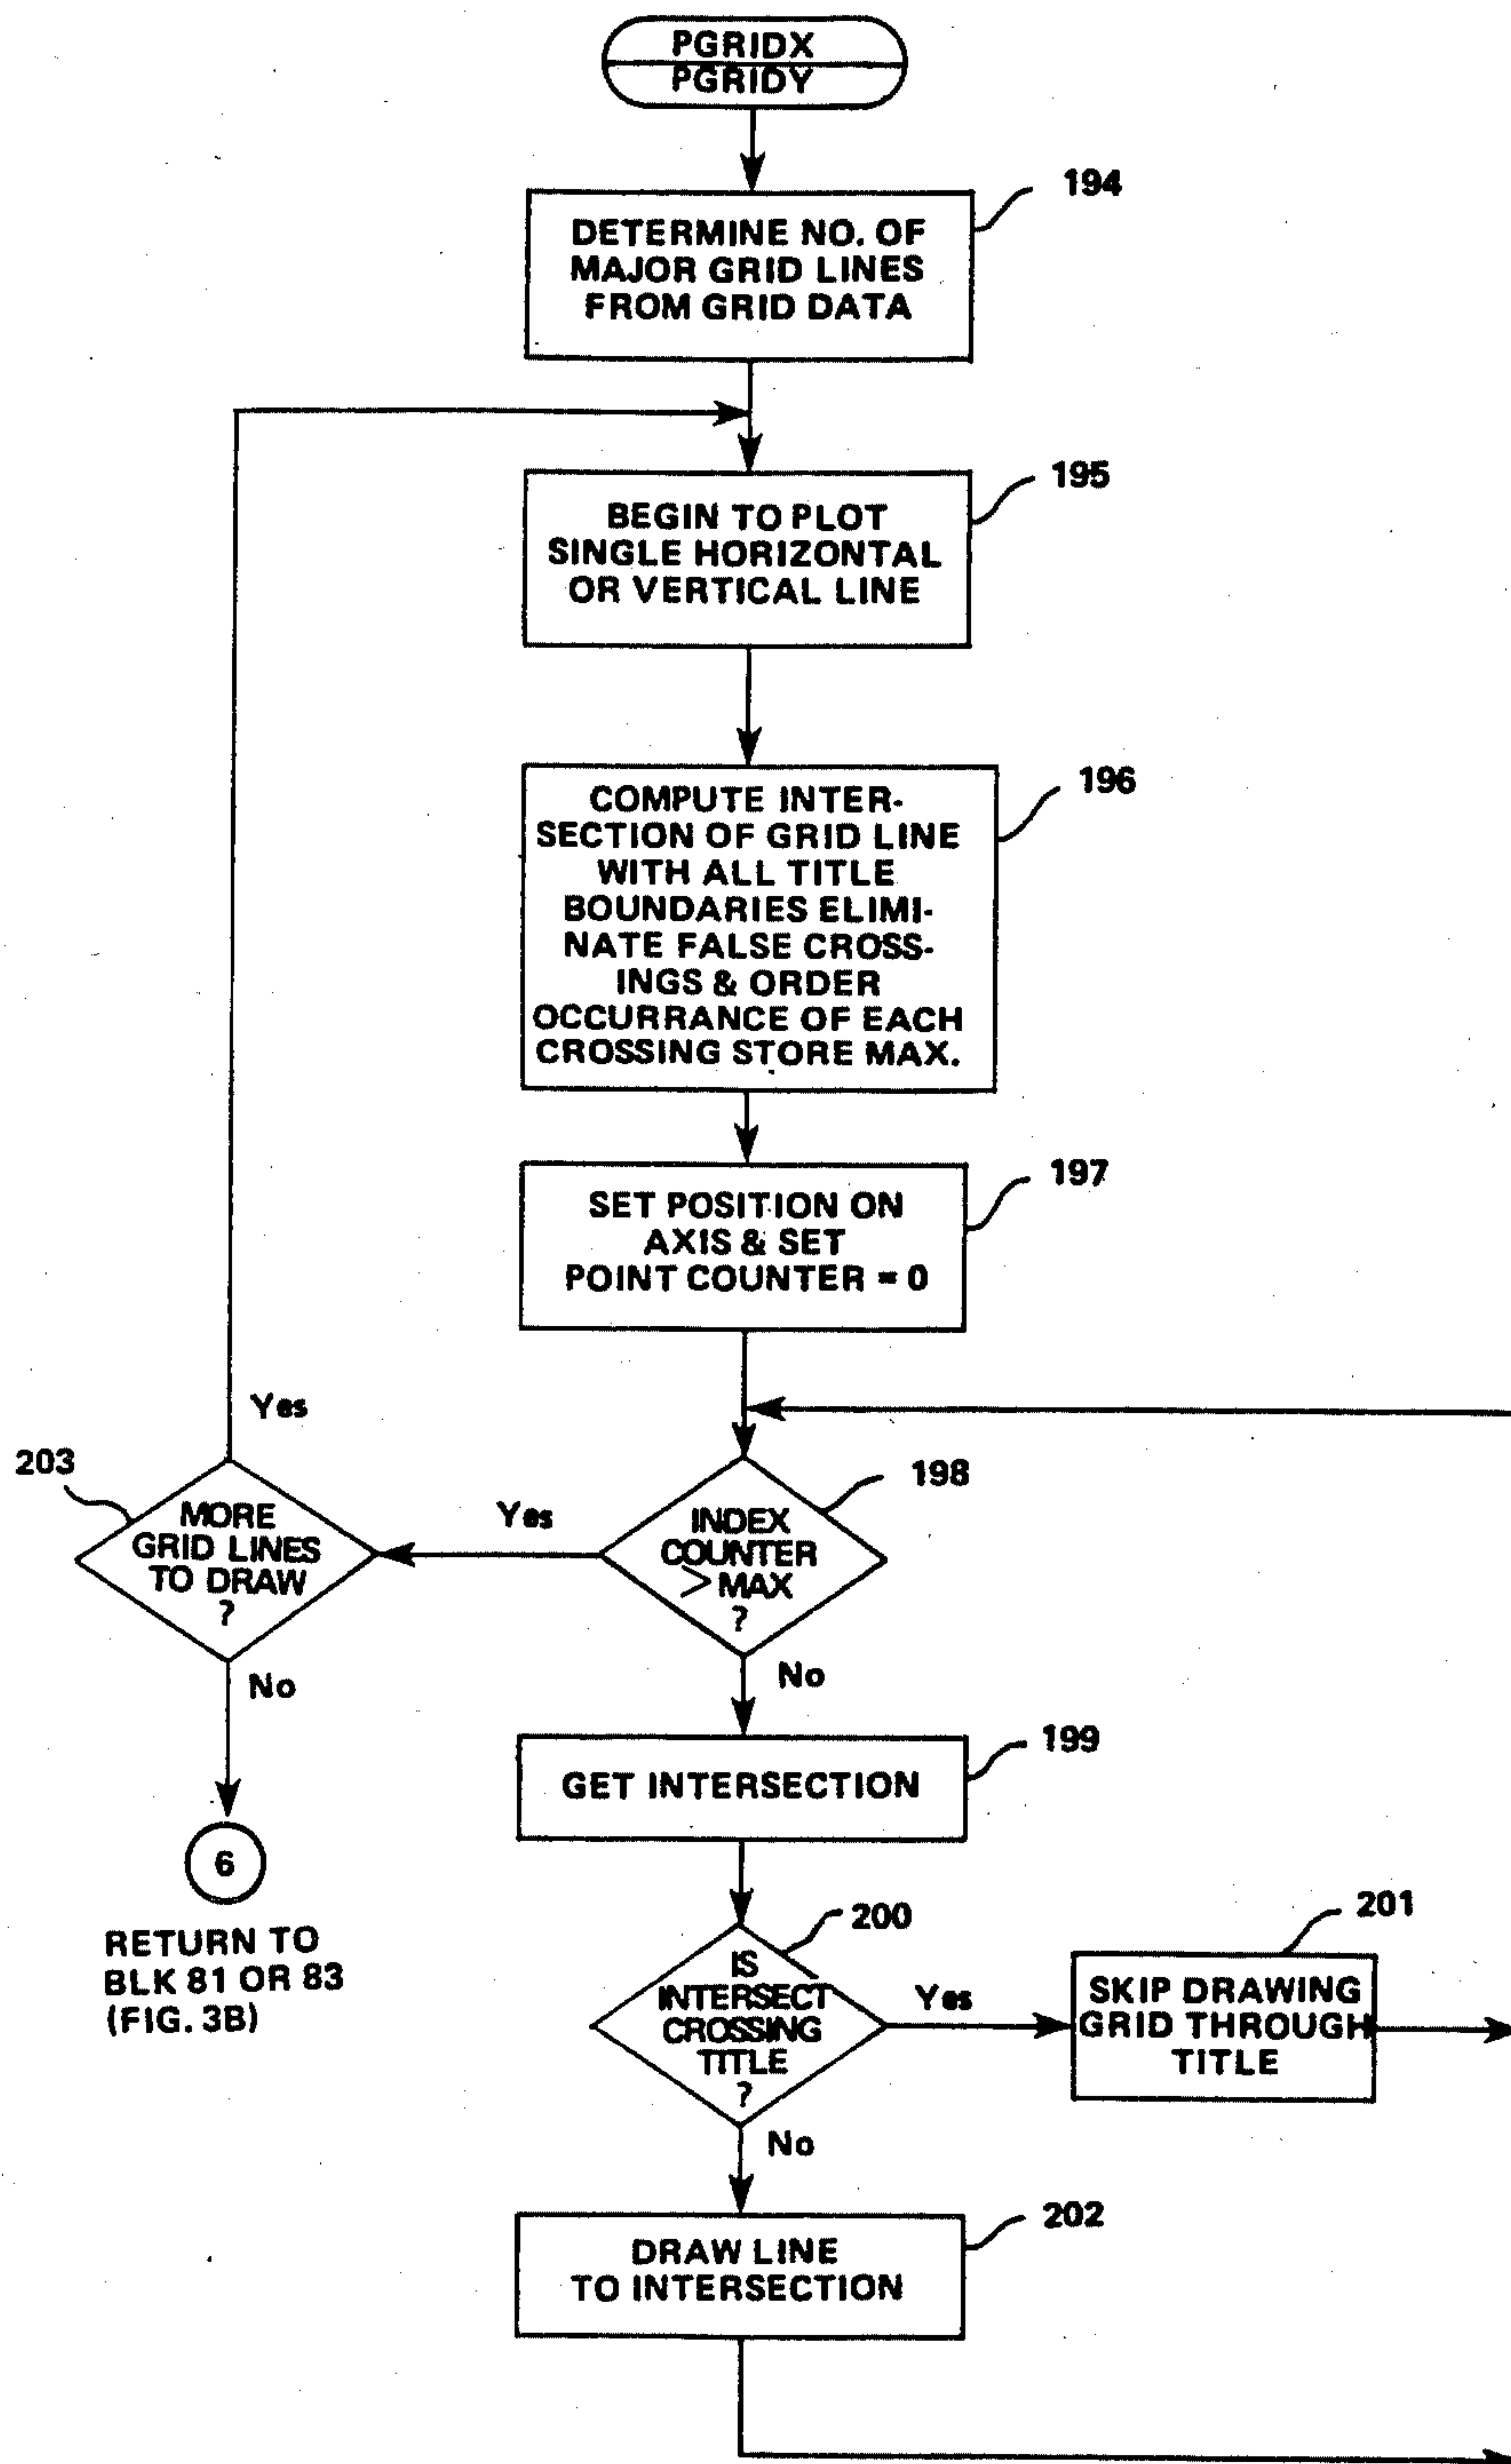 PGRIDX
PGRIDY
194
DETERMINE NO. OF
MAJOR GRID LINES
FROM GRID DATA
195
BEGIN TO PLOT
SINGLE HORIZONTAL
OR VERTICAL LINE
196
COMPUTE INTER-
SECTION OF GRID LINE
WITH ALL TITLE
BOUNDARIES ELIMI-
NATE FALSE CROSS-
INGS & ORDER
OCCURRANCE OF EACH
CROSSING STORE MAX.
197
SET POSITION ON
AXIS & SET
POINT COUNTER = 0
Yes
203
MORE
GRID LINES
TO DRAW
?
Yes
198
INDEX
COUNTER
> MAX
?
No
No
199
GET INTERSECTION
6
RETURN TO
BLK 81 OR 83
(FIG. 3B)
200
IS
INTERSECT
CROSSING
TITLE
?
Yes
201
SKIP DRAWING
GRID THROUGH
TITLE
No
202
DRAW LINE
TO INTERSECTION